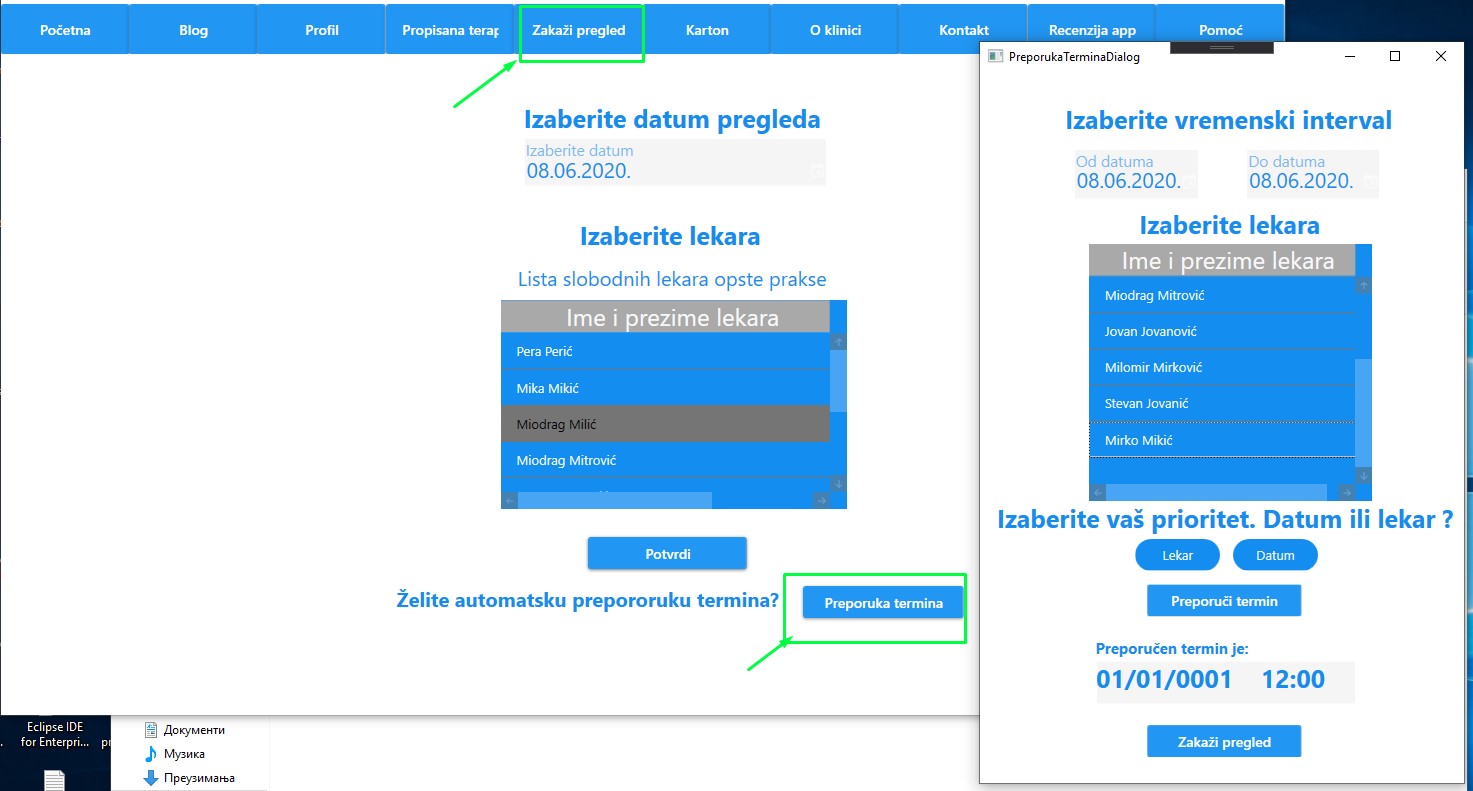 Početna Blog Profil Propisana terap Zakaži pregled Karton O klinici Kontakt Recenzija app Pomoć
Izaberite datum pregleda
Izaberite datum
08.06.2020.
Izaberite lekara
Lista slobodnih lekara opste prakse
Ime i prezime lekara
Pera Perić
Mika Mikić
Miodrag Milić
Miodrag Mitrović
Potvrdi
Želite automatsku prepororuku termina?
Preporuka termina
PreporukaTerminaDialog
Izaberite vremenski interval
Od datuma Do datuma
08.06.2020. 08.06.2020.
Izaberite lekara
Ime i prezime lekara
Miodrag Mitrović
Jovan Jovanović
Milomir Mirković
Stevan Jovanić
Mirko Mikić
Izaberite vaš prioritet. Datum ili lekar ?
Lekar Datum
Preporuči termin
Preporučen termin je:
01/01/0001 12:00
Zakaži pregled
Eclipse IDE
for Enterpri...
Документи
Музика
Преузимања